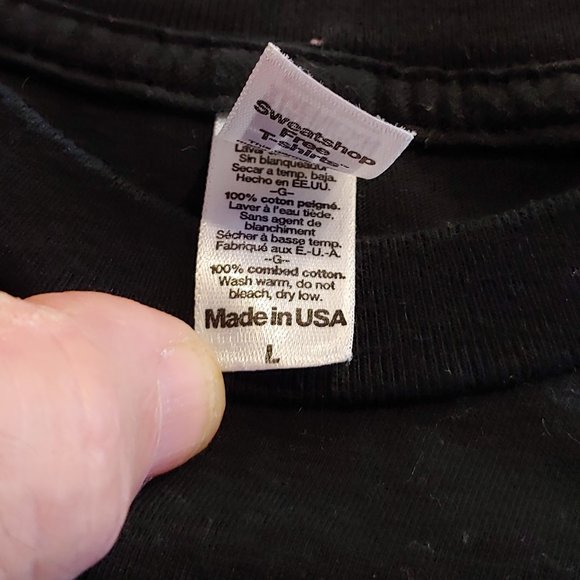 Sweatshop
Free
T-shirts™
Lavar
Sin blanqueador
Secar a temp. baja.
Hecho en EE.UU.
--G--
100% coton peigné.
Laver à l'eau tiède,
Sans agent de
blanchiment
Sécher à basse temp.
Fabriqué aux E.-U.-A.
--G--
100% combed cotton.
Wash warm, do not
bleach, dry low.
Made in USA
L